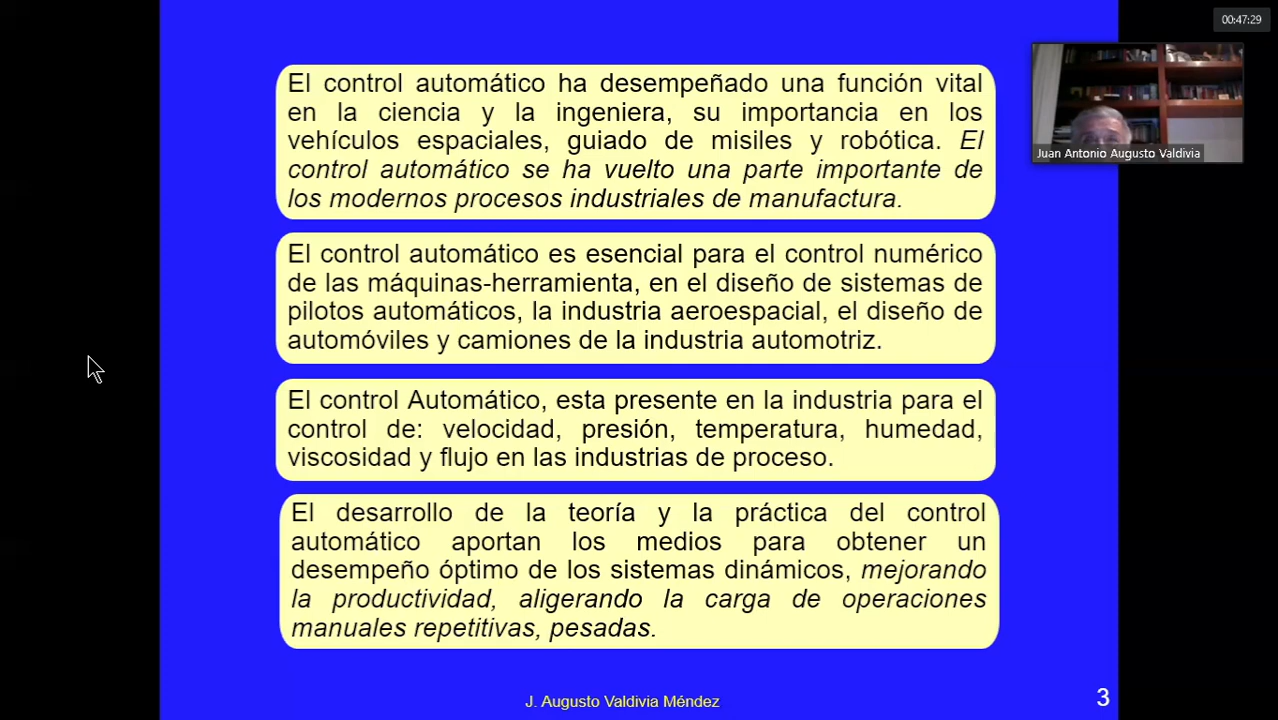 00:47:29
Juan Antonio Augusto Valdivia
El control automático ha desempeñado una función vital
en la ciencia y la ingeniera, su importancia en los
vehículos espaciales, guiado de misiles y robótica. El
control automático se ha vuelto una parte importante de
los modernos procesos industriales de manufactura.
El control automático es esencial para el control numérico
de las máquinas-herramienta, en el diseño de sistemas de
pilotos automáticos, la industria aeroespacial, el diseño de
automóviles y camiones de la industria automotriz.
El control Automático, esta presente en la industria para el
control de: velocidad, presión, temperatura, humedad,
viscosidad y flujo en las industrias de proceso.
El desarrollo de la teoría y la práctica del control
automático aportan los medios para obtener un
desempeño óptimo de los sistemas dinámicos, mejorando
la productividad, aligerando la carga de operaciones
manuales repetitivas, pesadas.
J. Augusto Valdivia Méndez
3